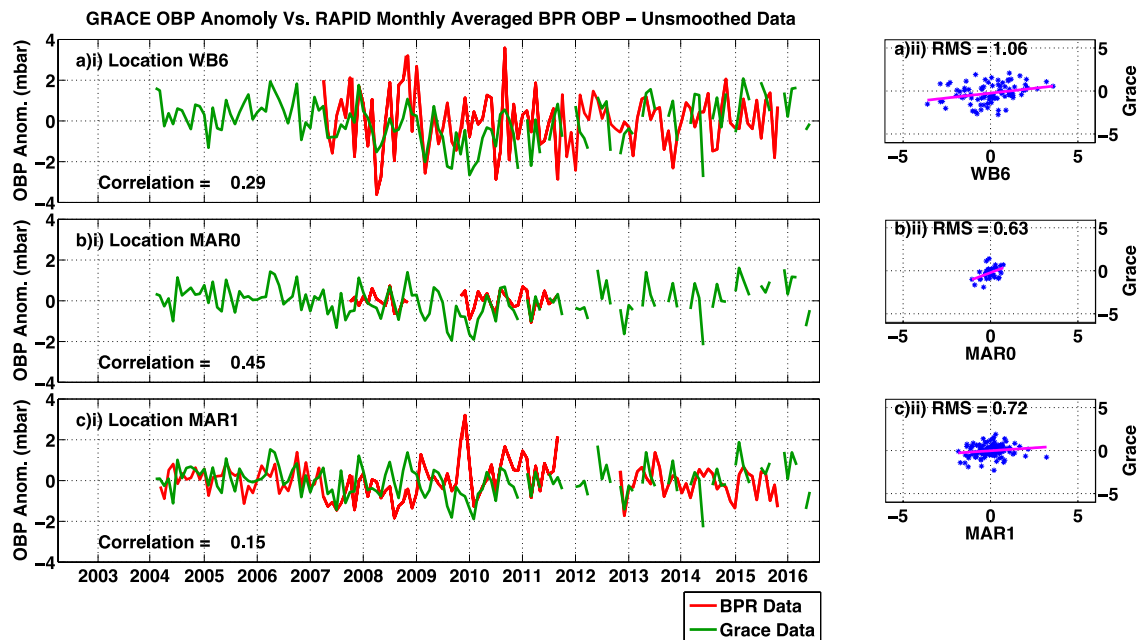 GRACE OBP Anomoly Vs. RAPID Monthly Averaged BPR OBP – Unsmoothed Data
a)i) Location WB6
OBP Anom. (mbar)
4
2
0
−2
−4
Correlation = 0.29
a)ii) RMS = 1.06
5
0
−5
Grace
−5 0 5
WB6
b)i) Location MAR0
OBP Anom. (mbar)
4
2
0
−2
−4
Correlation = 0.45
b)ii) RMS = 0.63
5
0
−5
Grace
−5 0 5
MAR0
c)i) Location MAR1
OBP Anom. (mbar)
4
2
0
−2
−4
Correlation = 0.15
2003 2004 2005 2006 2007 2008 2009 2010 2011 2012 2013 2014 2015 2016
c)ii) RMS = 0.72
5
0
−5
Grace
−5 0 5
MAR1
BPR Data
Grace Data